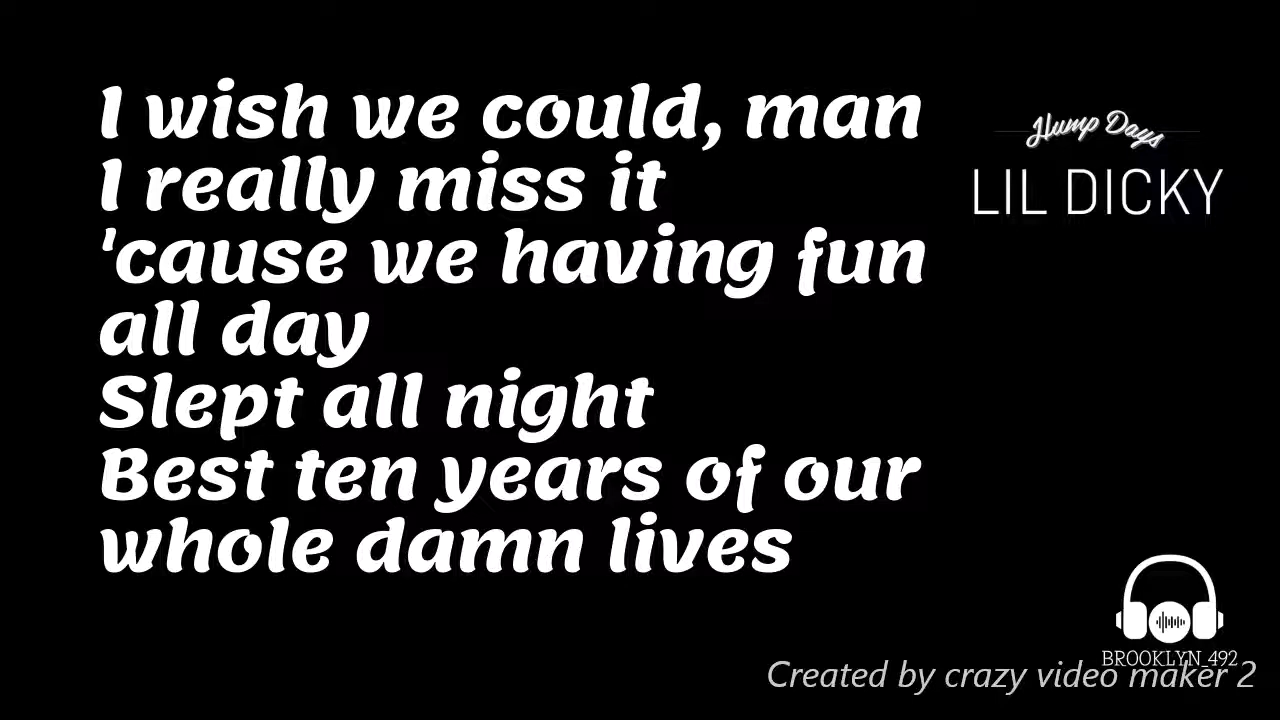 I wish we could, man
I really miss it
'cause we having fun
all day
Slept all night
Best ten years of our
whole damn lives
Hump Days
LIL DICKY
BROOKLYN_492
Created by crazy video maker 2